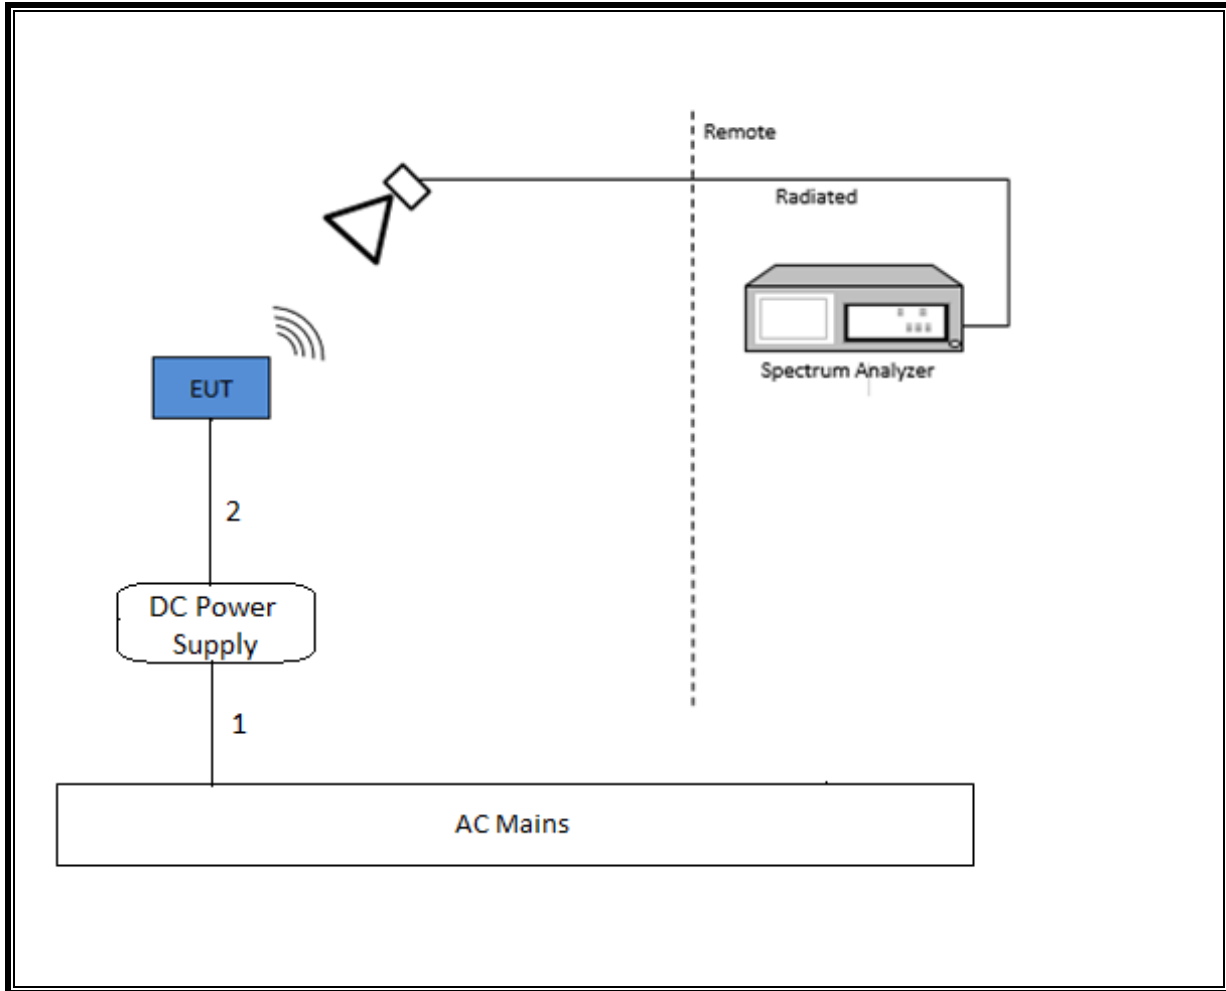 Remote
Radiated
Spectrum Analyzer
EUT
2
DC Power
Supply
1
AC Mains